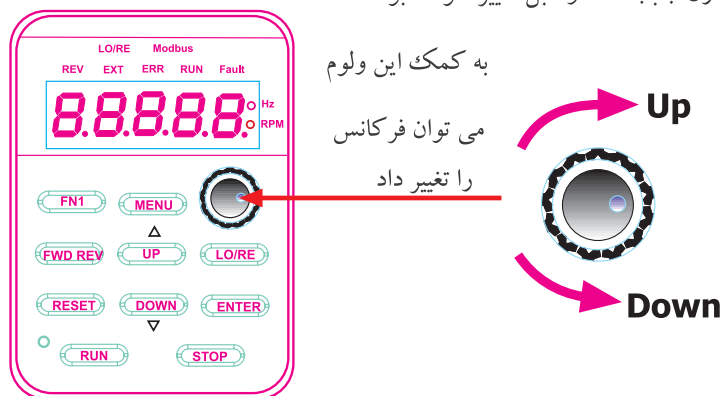 به کمک این ولوم
می توان فرکانس
را تغییر داد
LO/RE Modbus
REV EXT ERR RUN Fault
88888. Hz
RPM
FN1 MENU
FWD REV UP LO/RE
RESET DOWN ENTER
RUN STOP
Up
Down